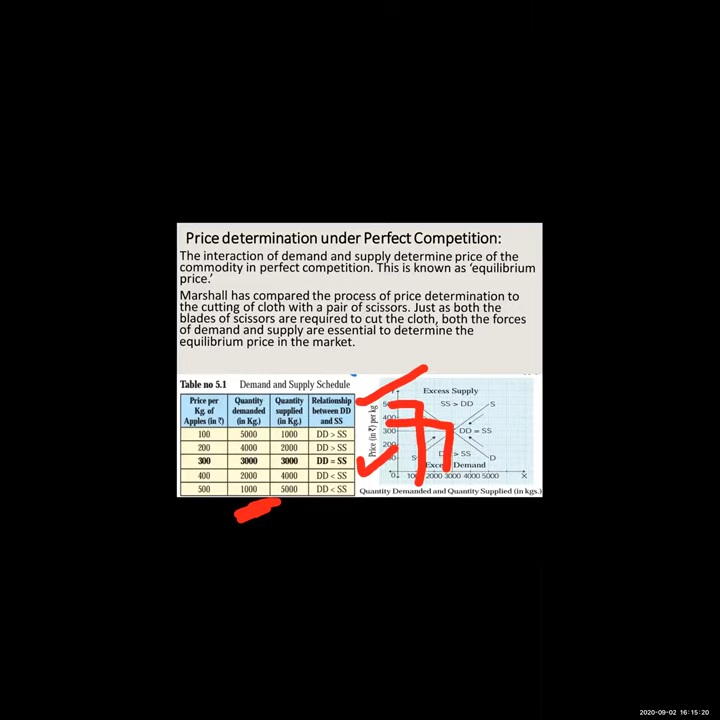 Price determination under Perfect Competition:
The interaction of demand and supply determine price of the
commodity in perfect competition. This is known as ‘equilibrium
price.’
Marshall has compared the process of price determination to
the cutting of cloth with a pair of scissors. Just as both the
blades of scissors are required to cut the cloth, both the forces
of demand and supply are essential to determine the
equilibrium price in the market.
Table no 5.1 Demand and Supply Schedule
Price per Kg. of Apples (in ₹) Quantity demanded (in Kg.) Quantity supplied (in Kg.) Relationship between DD and SS
100 5000 1000 DD > SS
200 4000 2000 DD > SS
300 3000 3000 DD = SS
400 2000 4000 DD < SS
500 1000 5000 DD < SS
Excess Supply
SS > DD S
400
300 DD = SS
SS D
Demand
0 2000 3000 4000 5000 X
Price (in ₹) per kg
Quantity Demanded and Quantity Supplied (in kgs.)
2020-09-02 16:15:20